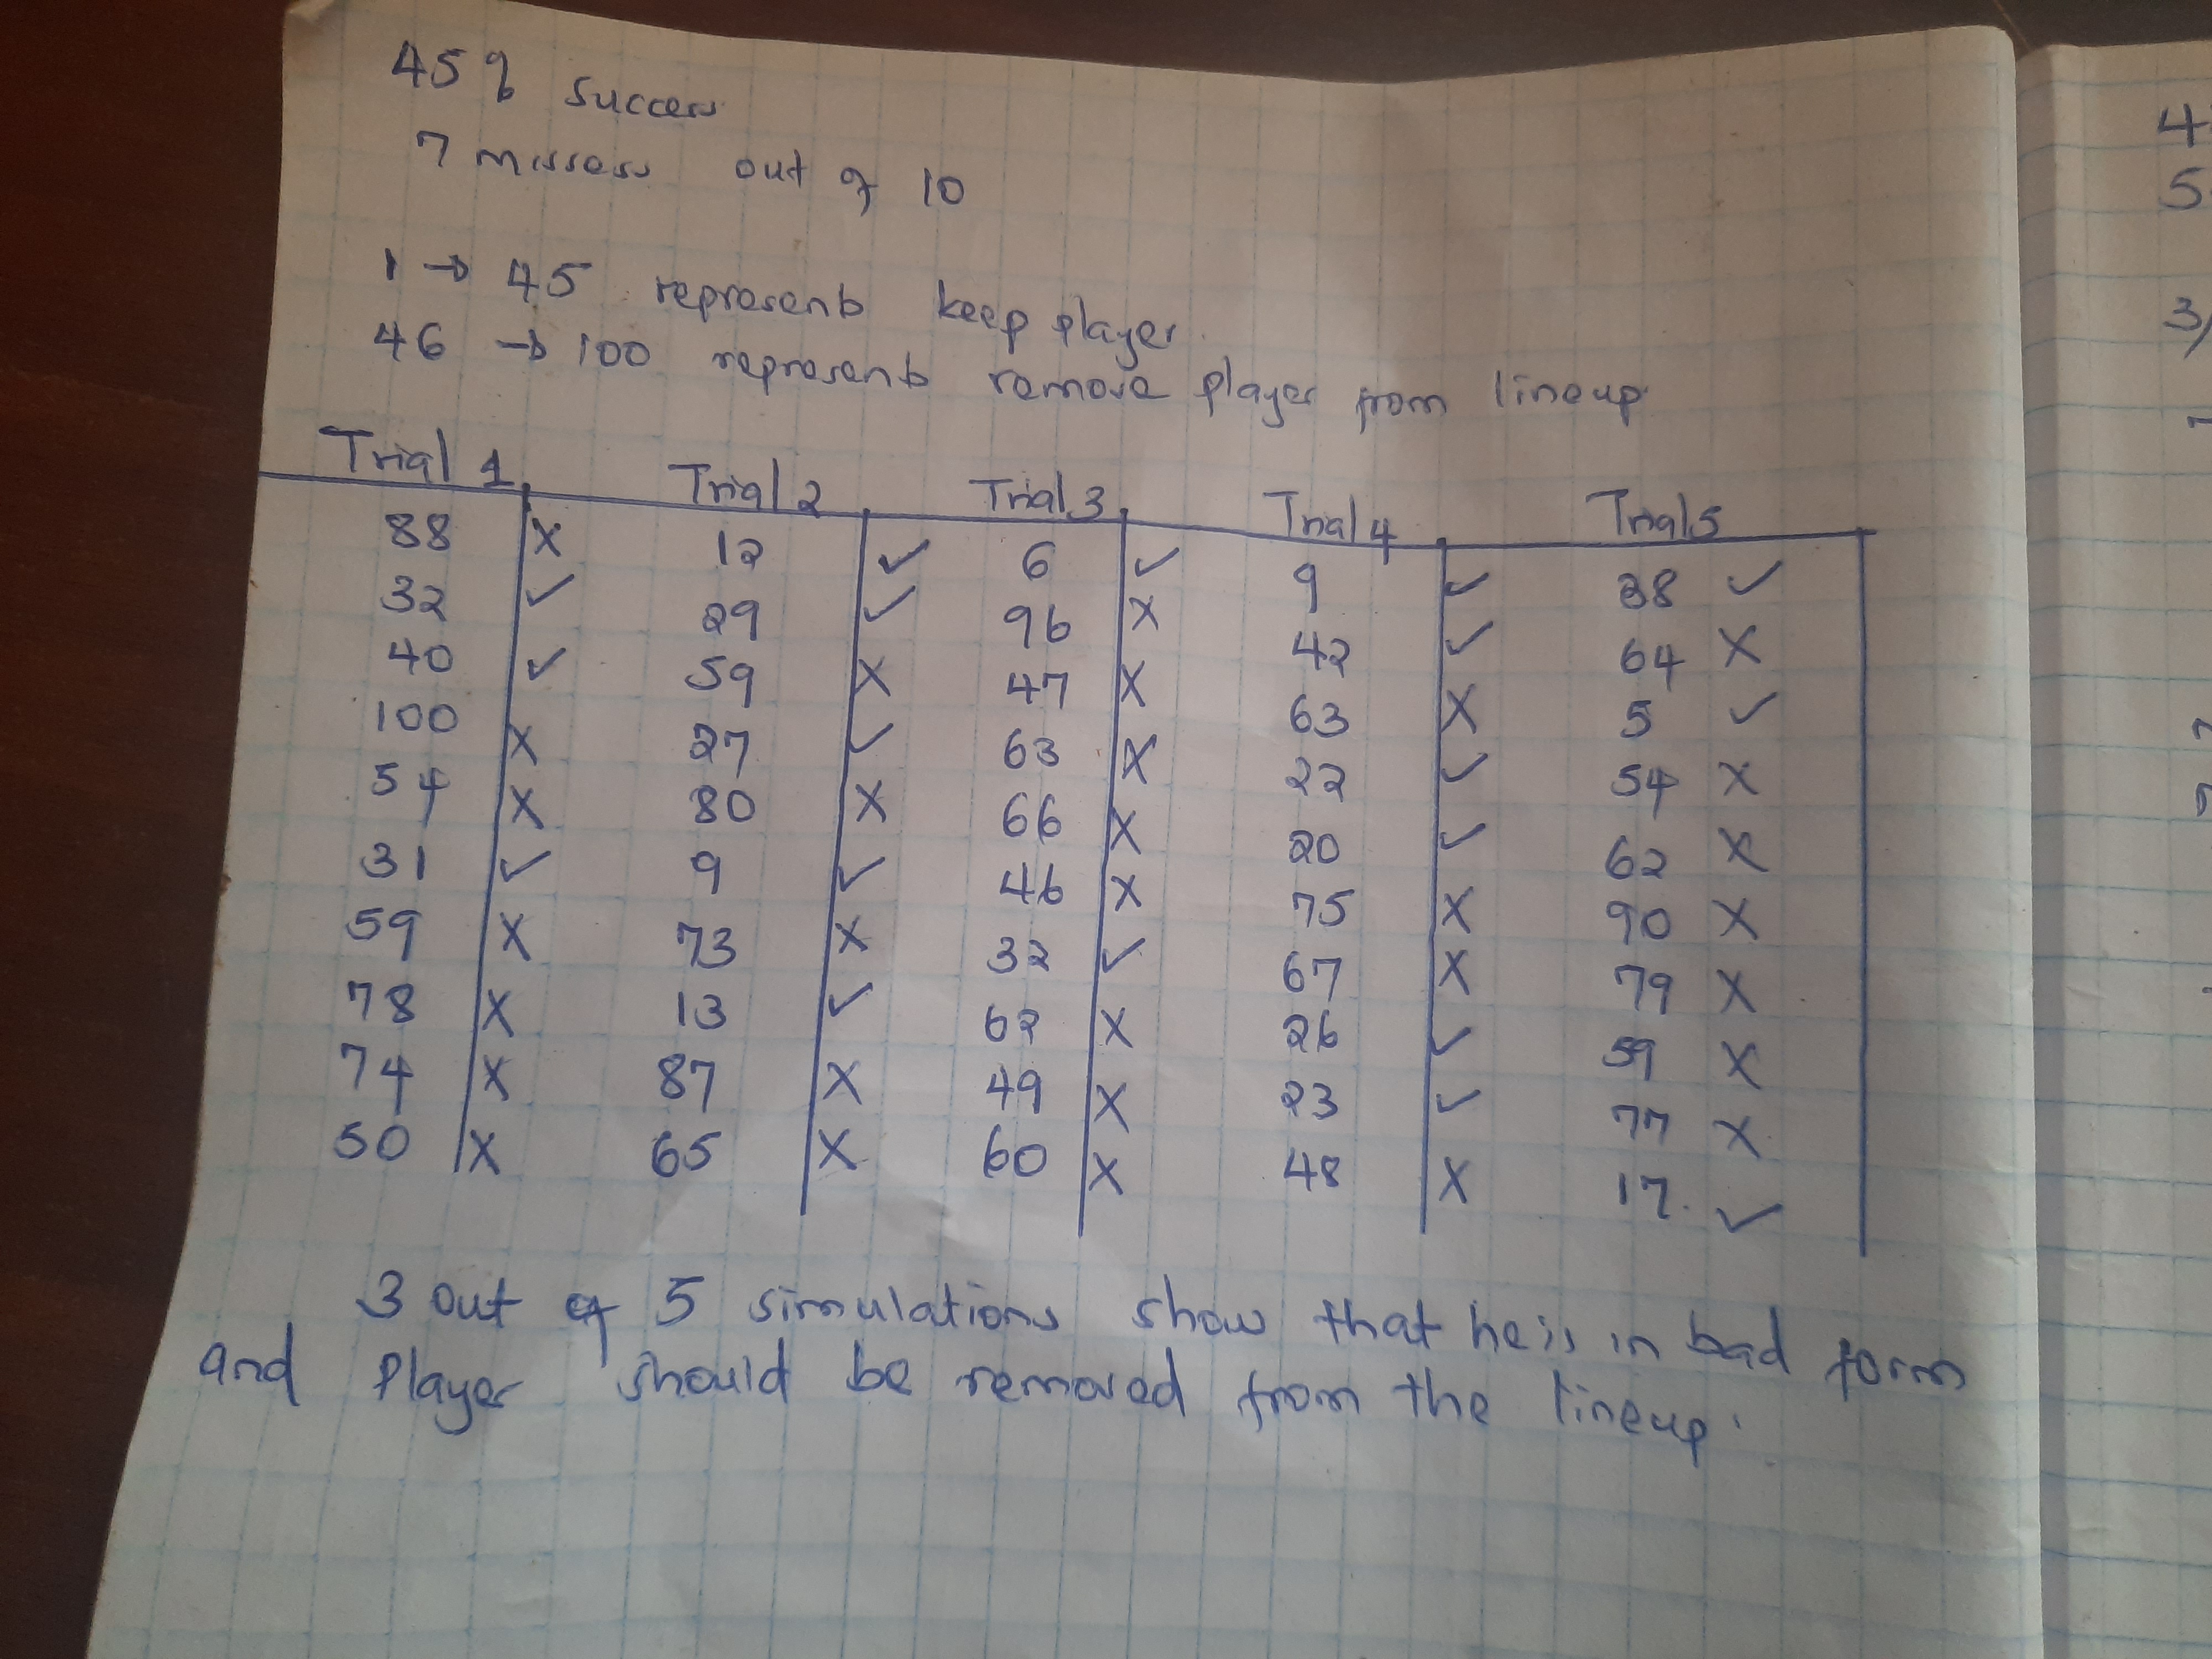 45% success
7 misses out of 10
1 → 45 represents keep player
46 → 100 represents remove player from lineup
Trial 1 Trial 2 Trial 3 Trial 4 Trial 5
88 X 12 ✓ 6 ✓ 9 ✓ 28 ✓
32 ✓ 29 ✓ 96 X 42 ✓ 64 X
40 ✓ 59 X 47 X 63 X 5 ✓
100 X 27 ✓ 63 X 22 ✓ 54 X
54 X 80 X 66 X 20 ✓ 62 X
31 ✓ 9 ✓ 46 X 75 X 90 X
59 X 73 X 32 ✓ 67 X 79 X
78 X 13 ✓ 62 X 26 ✓ X
74 X 87 X 49 X 23 ✓ 77 X
50 X 65 X 60 X 48 X 17 ✓
3 out of 5 simulations show that he is in bad form
and player should be removed from the lineup.
4
5
3/